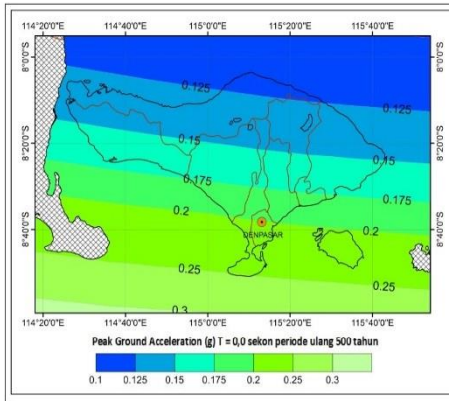 114°20'0"E 114°40'0"E 115°0'0"E 115°20'0"E 115°40'0"E
8°0'0"S 8°0'0"S
0.125
0.125
0.15
8°20'0"S 8°20'0"S
0.15
0.175
0.175
0.2
0.2
DENPASAR
8°40'0"S 8°40'0"S
0.25
0.25
0.3
114°20'0"E 114°40'0"E 115°0'0"E 115°20'0"E 115°40'0"E
Peak Ground Acceleration (g) T = 0,0 sekon periode ulang 500 tahun
0.1 0.125 0.15 0.175 0.2 0.25 0.3